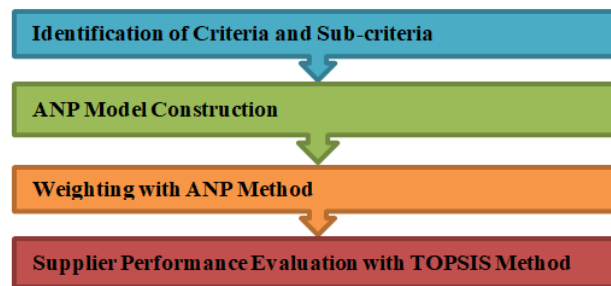 Identification of Criteria and Sub-criteria
ANP Model Construction
Weighting with ANP Method
Supplier Performance Evaluation with TOPSIS Method